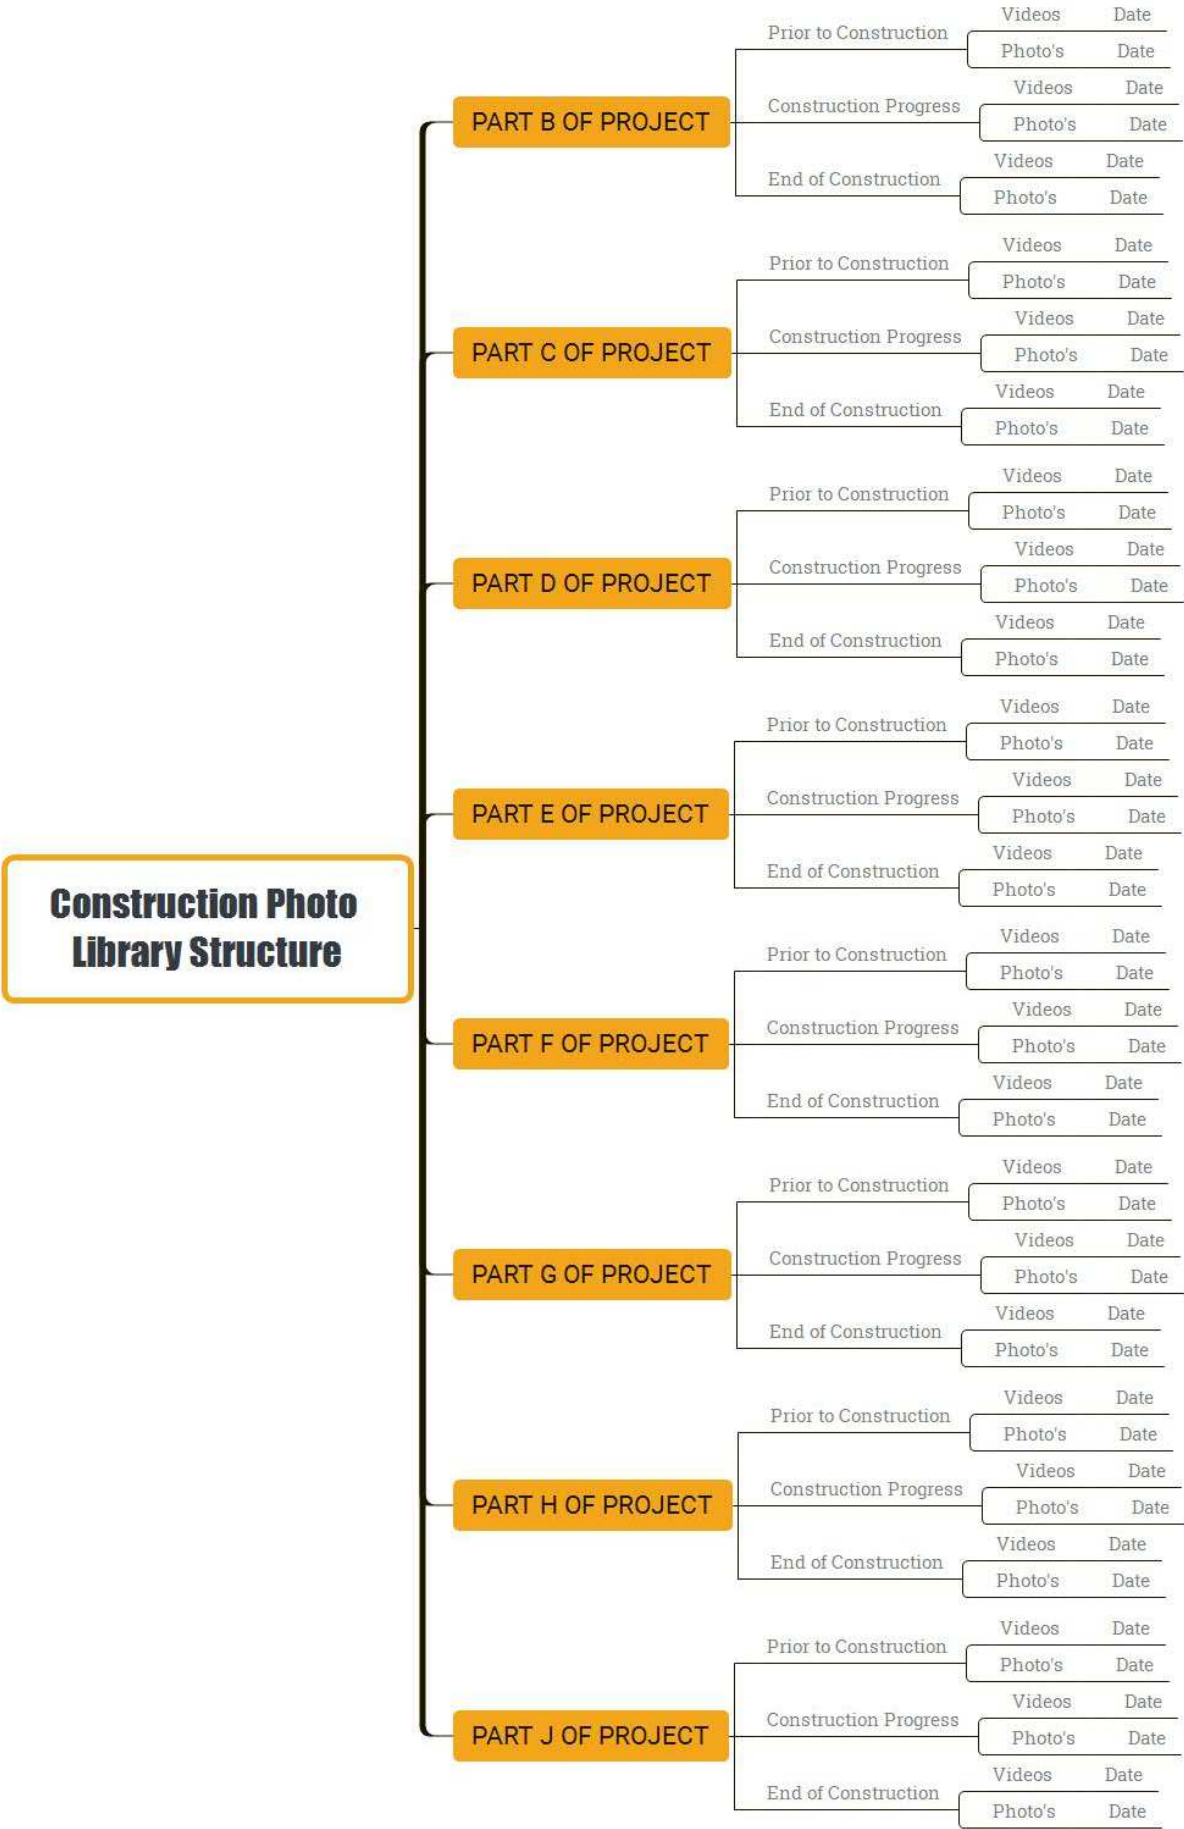 Construction Photo
Library Structure
PART B OF PROJECT
Prior to Construction
Videos Date
Photo's Date
Construction Progress
Videos Date
Photo's Date
End of Construction
Videos Date
Photo's Date
PART C OF PROJECT
Prior to Construction
Videos Date
Photo's Date
Construction Progress
Videos Date
Photo's Date
End of Construction
Videos Date
Photo's Date
PART D OF PROJECT
Prior to Construction
Videos Date
Photo's Date
Construction Progress
Videos Date
Photo's Date
End of Construction
Videos Date
Photo's Date
PART E OF PROJECT
Prior to Construction
Videos Date
Photo's Date
Construction Progress
Videos Date
Photo's Date
End of Construction
Videos Date
Photo's Date
PART F OF PROJECT
Prior to Construction
Videos Date
Photo's Date
Construction Progress
Videos Date
Photo's Date
End of Construction
Videos Date
Photo's Date
PART G OF PROJECT
Prior to Construction
Videos Date
Photo's Date
Construction Progress
Videos Date
Photo's Date
End of Construction
Videos Date
Photo's Date
PART H OF PROJECT
Prior to Construction
Videos Date
Photo's Date
Construction Progress
Videos Date
Photo's Date
End of Construction
Videos Date
Photo's Date
PART J OF PROJECT
Prior to Construction
Videos Date
Photo's Date
Construction Progress
Videos Date
Photo's Date
End of Construction
Videos Date
Photo's Date